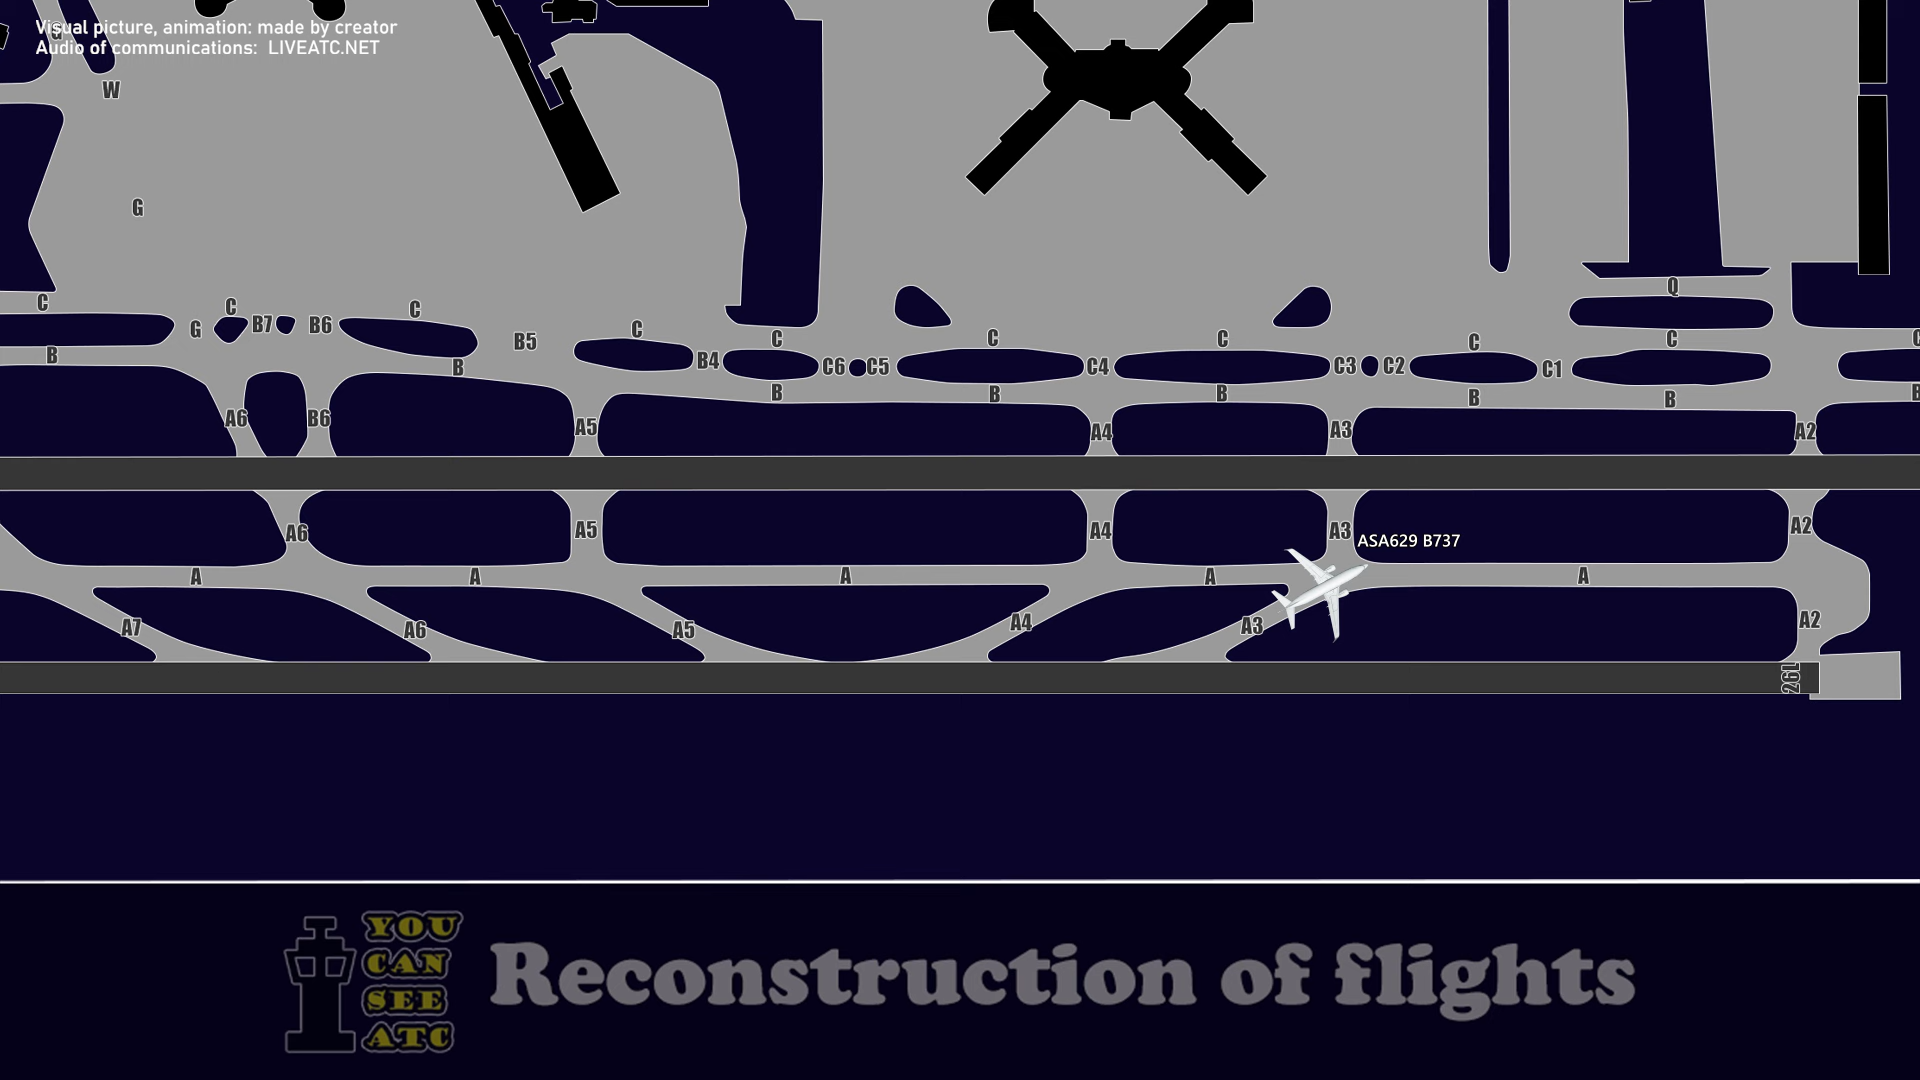 Visual picture, animation: made by creator
Audio of communications: LIVEATC.NET
G
W
G
C
C
C
G
B7
B6
B5
C
C
C
C
C
Q
C
C
B
B
B4
C6
C5
C4
C3
C2
C1
B
B
B
B
B
B
A6
B6
A5
A4
A3
A2
A6
A5
A4
A3
A2
ASA629 B737
A
A
A
A
A
A7
A6
A5
A4
A3
A2
26L
YOU
CAN
SEE
ATC
Reconstruction of flights